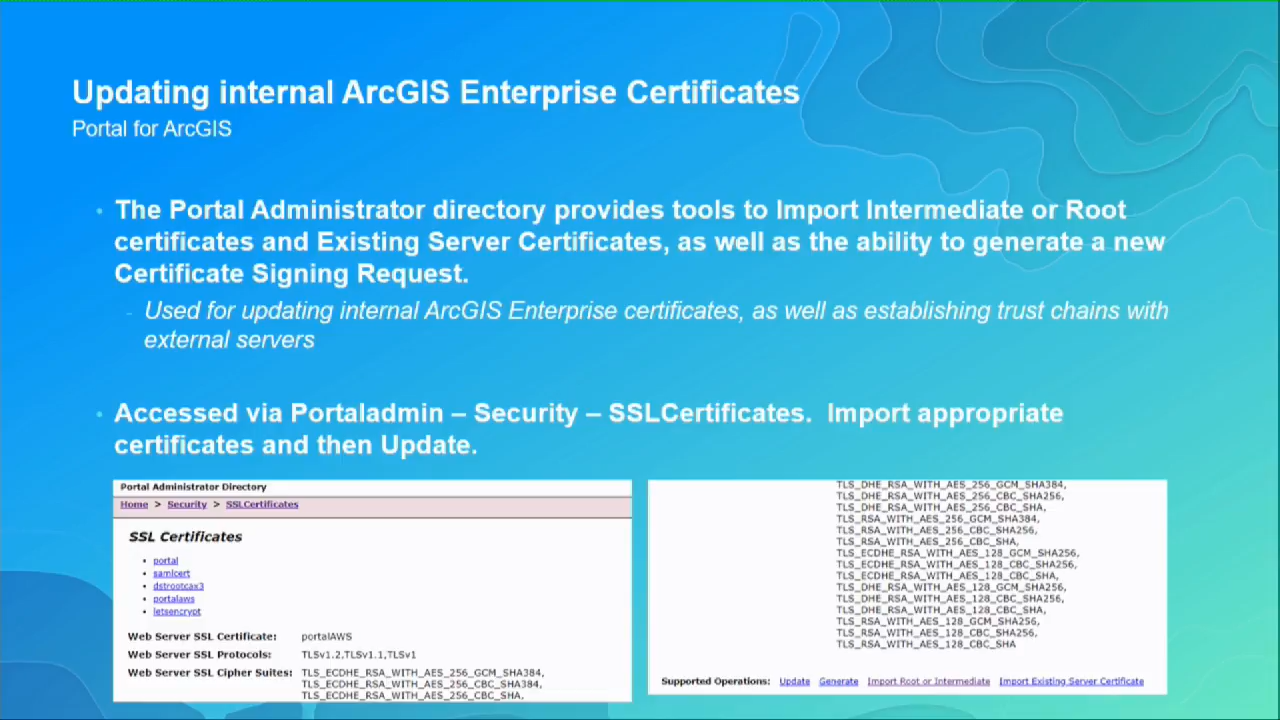 Updating internal ArcGIS Enterprise Certificates
Portal for ArcGIS
• The Portal Administrator directory provides tools to Import Intermediate or Root
certificates and Existing Server Certificates, as well as the ability to generate a new
Certificate Signing Request.
- Used for updating internal ArcGIS Enterprise certificates, as well as establishing trust chains with
external servers
• Accessed via Portaladmin – Security – SSLCertificates. Import appropriate
certificates and then Update.
Portal Administrator Directory
Home > Security > SSLCertificates
SSL Certificates
• portal
• samlcert
• dstrootcax3
• portalaws
• letsencrypt
Web Server SSL Certificate: portalAWS
Web Server SSL Protocols: TLSv1.2,TLSv1.1,TLSv1
Web Server SSL Cipher Suites: TLS_ECDHE_RSA_WITH_AES_256_GCM_SHA384,
TLS_ECDHE_RSA_WITH_AES_256_CBC_SHA384,
TLS_ECDHE_RSA_WITH_AES_256_CBC_SHA,
TLS_DHE_RSA_WITH_AES_256_GCM_SHA384,
TLS_DHE_RSA_WITH_AES_256_CBC_SHA256,
TLS_DHE_RSA_WITH_AES_256_CBC_SHA,
TLS_RSA_WITH_AES_256_GCM_SHA384,
TLS_RSA_WITH_AES_256_CBC_SHA256,
TLS_RSA_WITH_AES_256_CBC_SHA,
TLS_ECDHE_RSA_WITH_AES_128_GCM_SHA256,
TLS_ECDHE_RSA_WITH_AES_128_CBC_SHA256,
TLS_ECDHE_RSA_WITH_AES_128_CBC_SHA,
TLS_DHE_RSA_WITH_AES_128_GCM_SHA256,
TLS_DHE_RSA_WITH_AES_128_CBC_SHA256,
TLS_DHE_RSA_WITH_AES_128_CBC_SHA,
TLS_RSA_WITH_AES_128_GCM_SHA256,
TLS_RSA_WITH_AES_128_CBC_SHA256,
TLS_RSA_WITH_AES_128_CBC_SHA
Supported Operations: Update Generate Import Root or Intermediate Import Existing Server Certificate